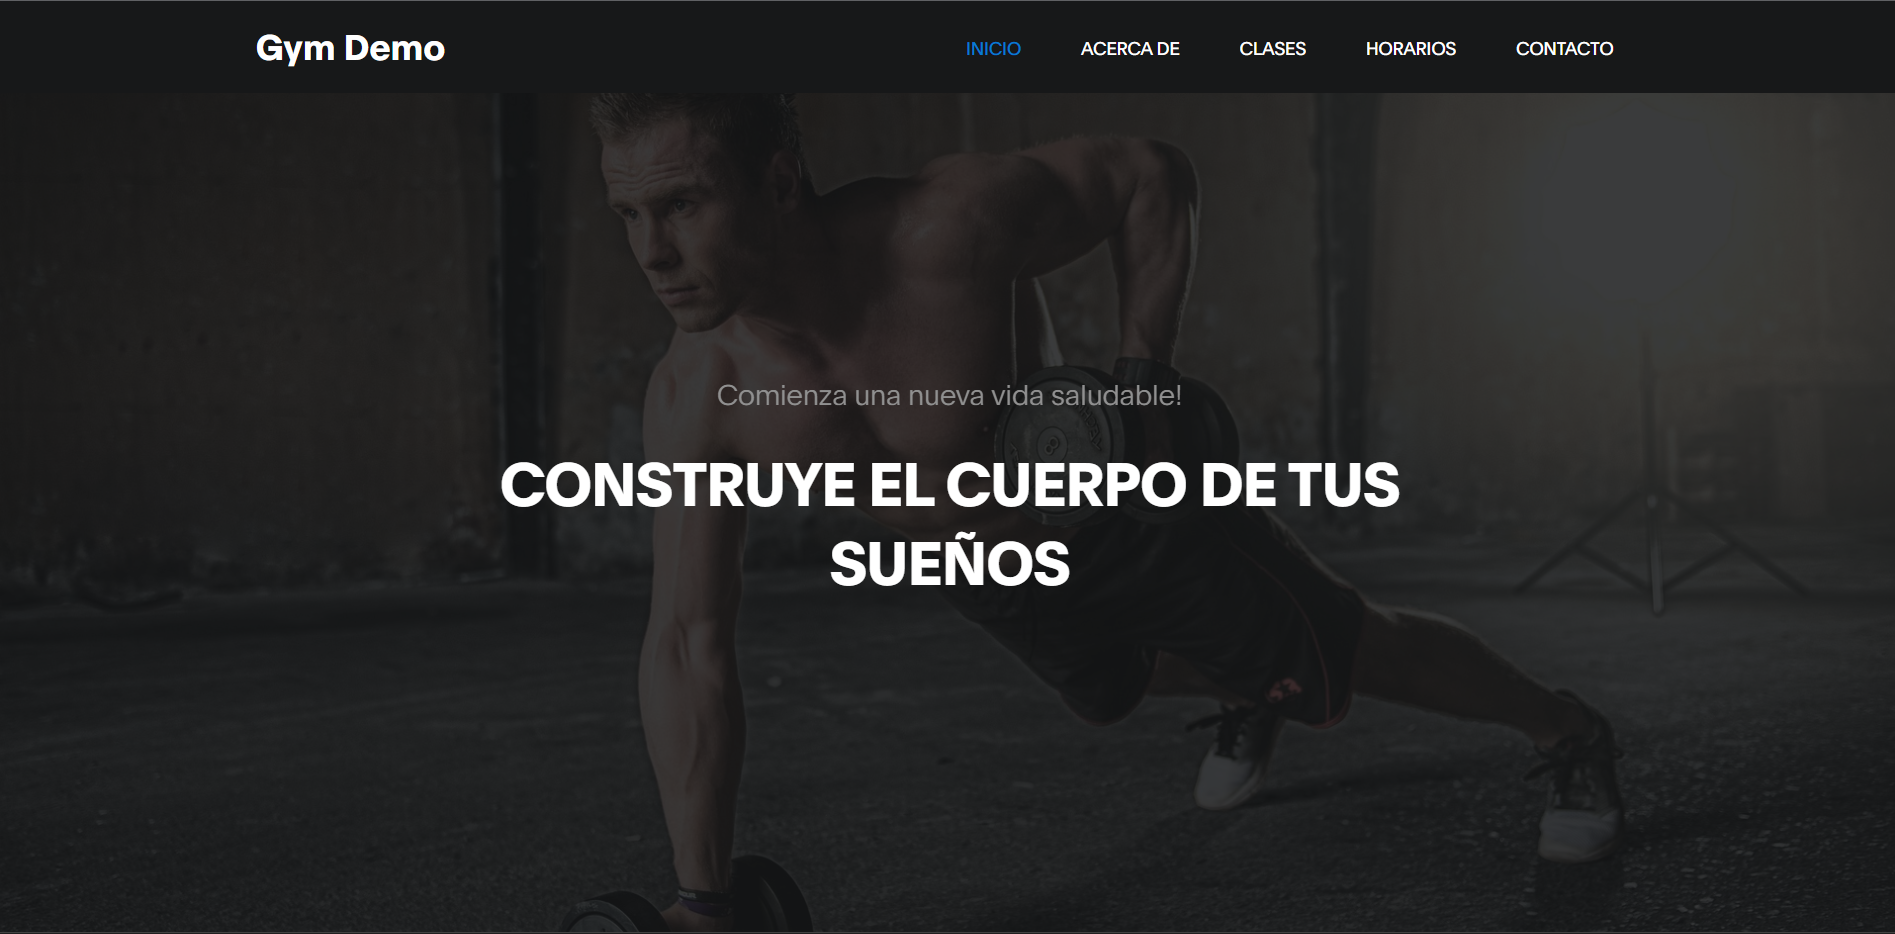 Gym Demo
INICIO ACERCA DE CLASES HORARIOS CONTACTO
Comienza una nueva vida saludable!
CONSTRUYE EL CUERPO DE TUS
SUEÑOS